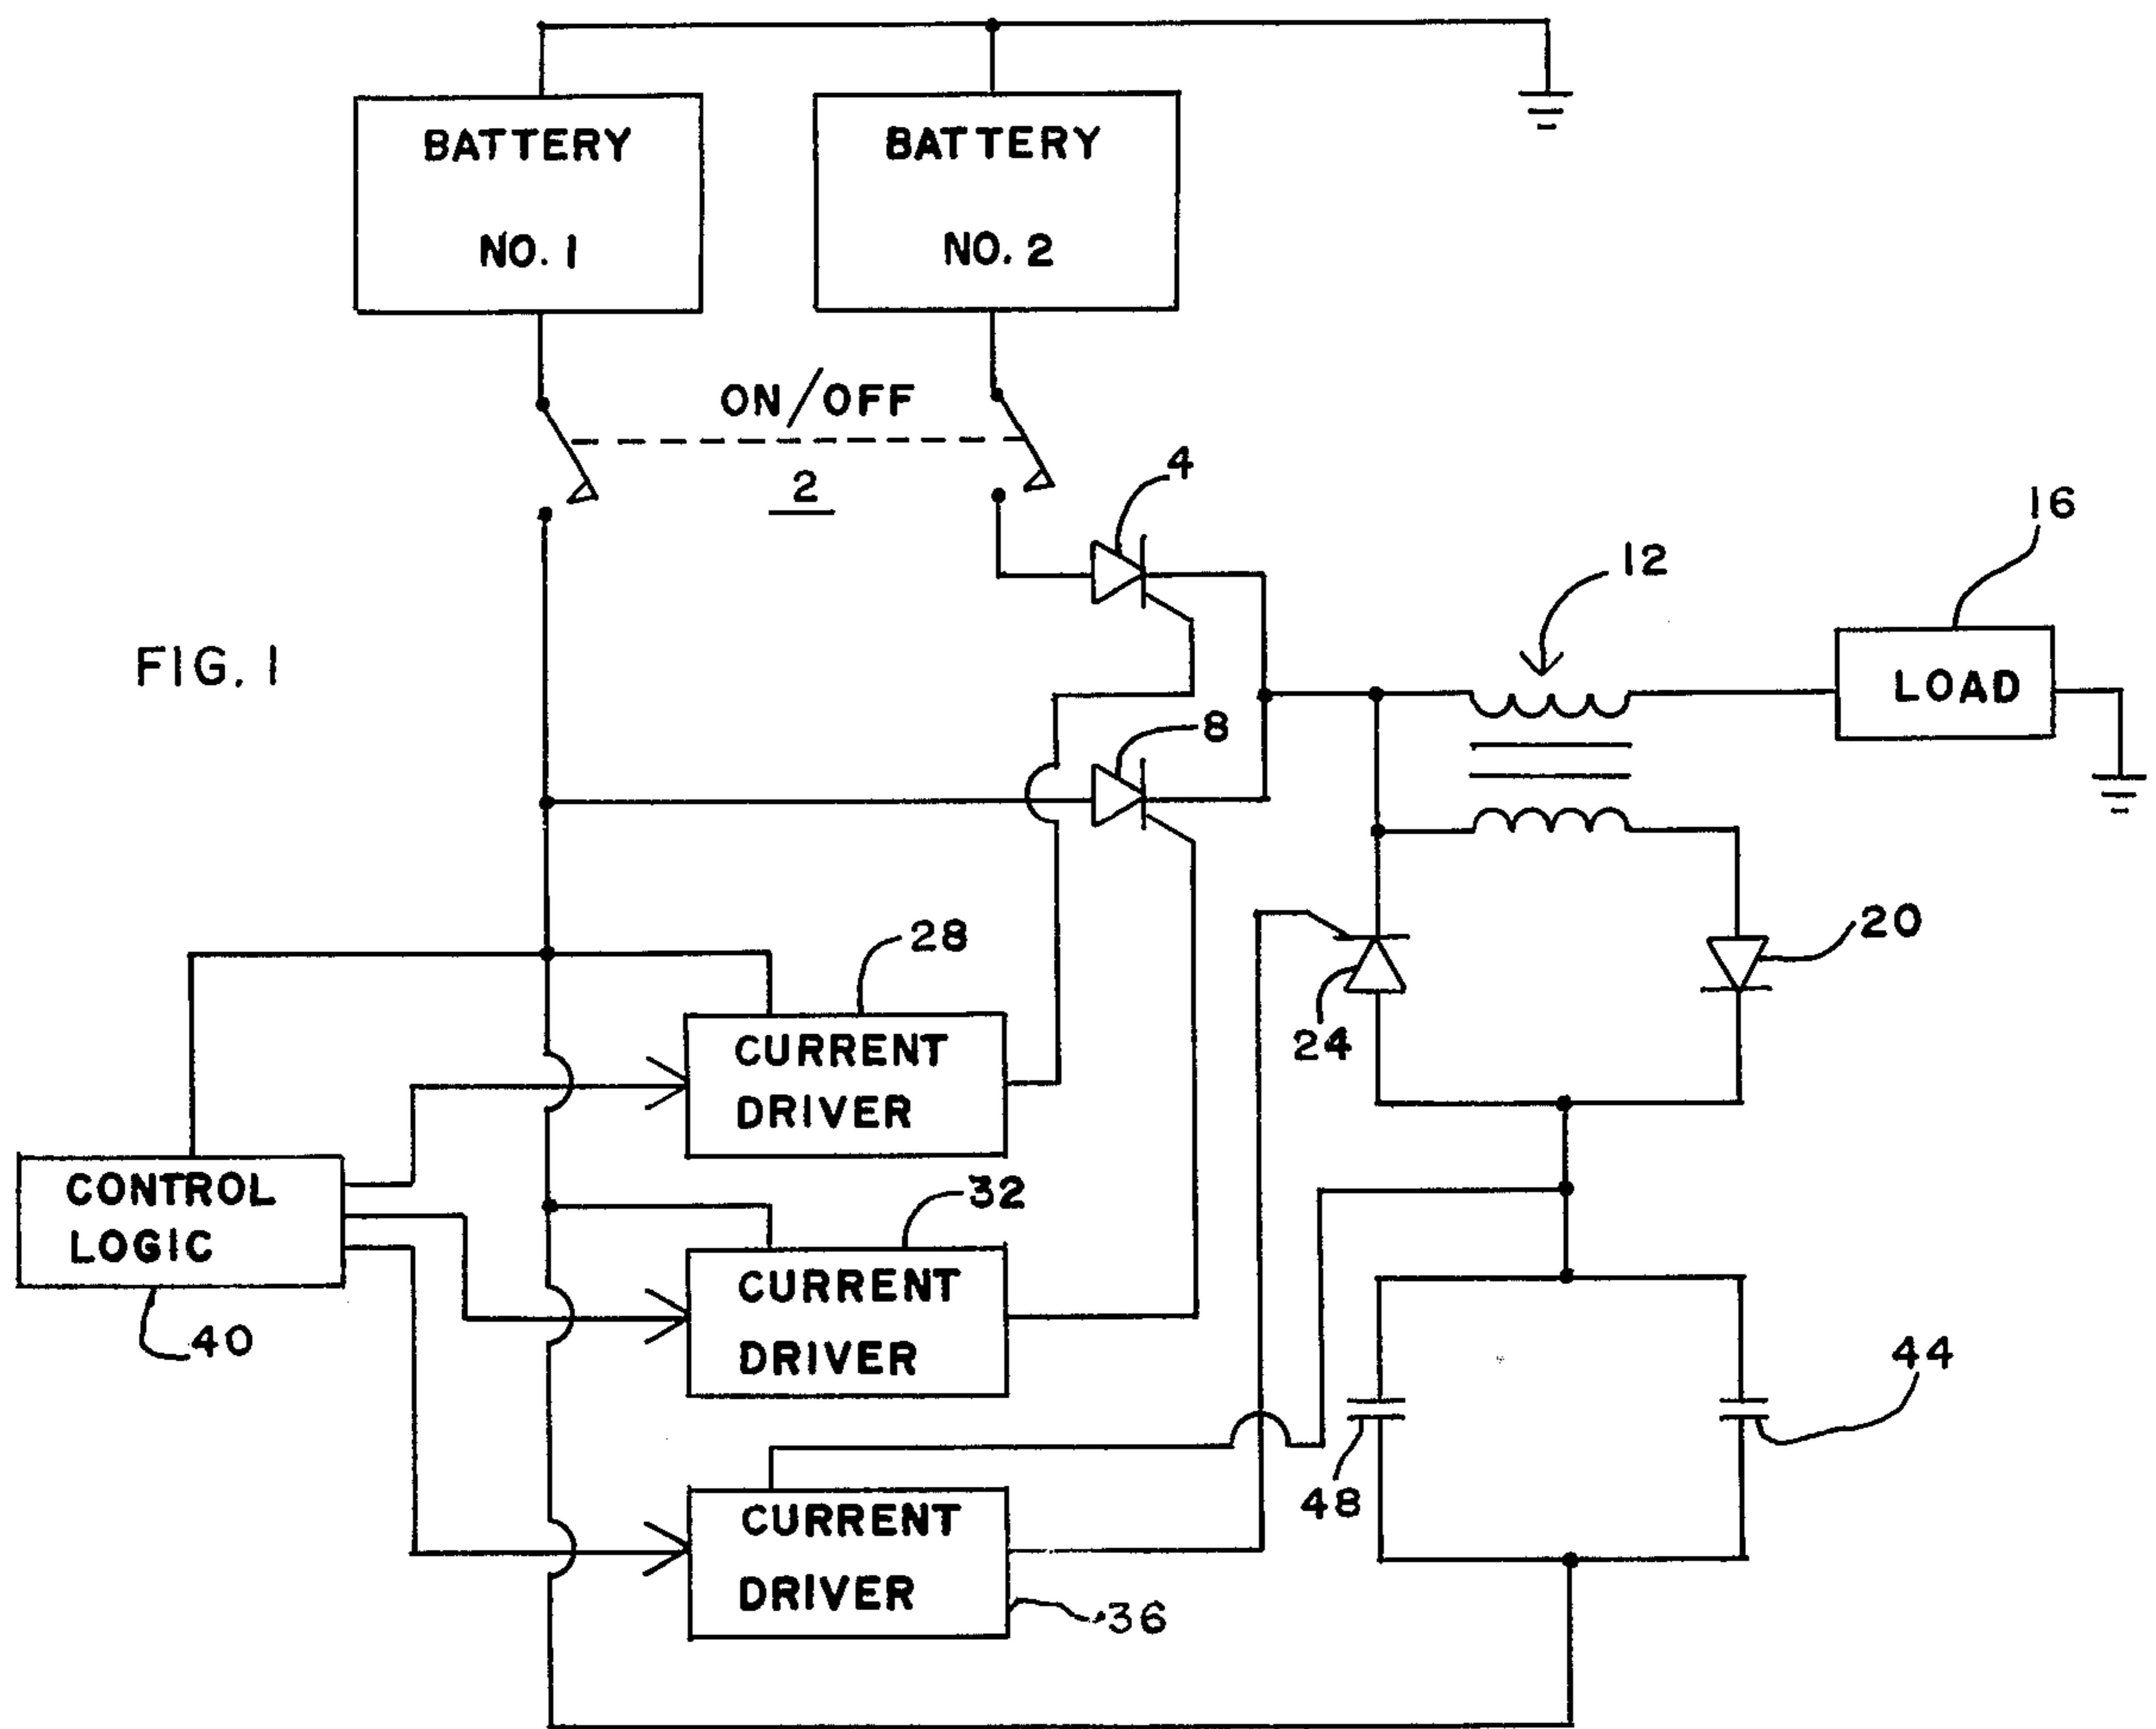 BATTERY
NO. 1
BATTERY
NO. 2
ON/OFF
2
4
16
12
FIG. 1
LOAD
8
28
20
CURRENT
DRIVER
24
CONTROL
LOGIC
32
CURRENT
DRIVER
40
44
48
CURRENT
DRIVER
36